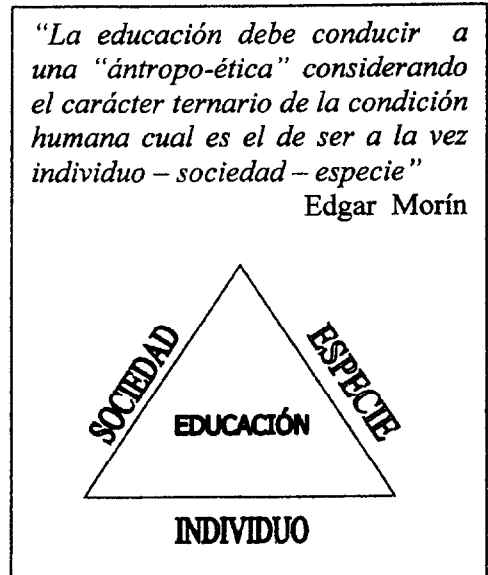 “La educación debe conducir a
una “ántropo-ética” considerando
el carácter ternario de la condición
humana cual es el de ser a la vez
individuo – sociedad – especie”
Edgar Morín
SOCIEDAD
ESPECIE
EDUCACIÓN
INDIVIDUO